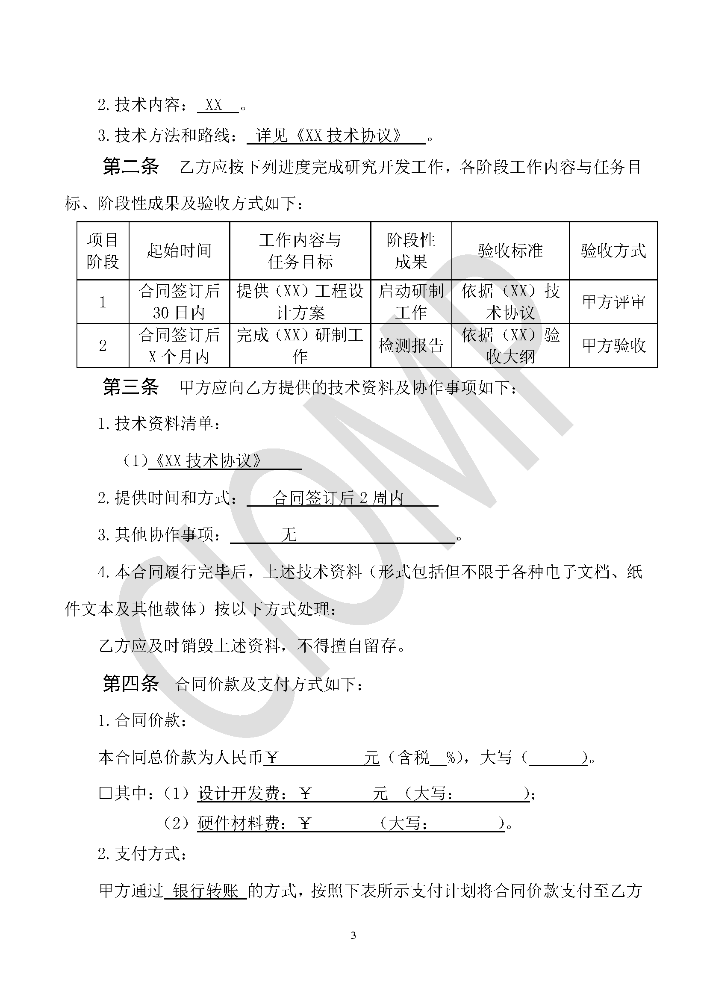 2.技术内容： XX 。
3.技术方法和路线： 详见《XX 技术协议》 。
第二条 乙方应按下列进度完成研究开发工作，各阶段工作内容与任务目
标、阶段性成果及验收方式如下：
项目
阶段
起始时间
工作内容与
任务目标
阶段性
成果
验收标准
验收方式
1
合同签订后
30 日内
提供（XX）工程设
计方案
启动研制
工作
依据（XX）技
术协议
甲方评审
2
合同签订后
X 个月内
完成（XX）研制工
作
检测报告
依据（XX）验
收大纲
甲方验收
第三条 甲方应向乙方提供的技术资料及协作事项如下：
1.技术资料清单：
（1）《XX 技术协议》
2.提供时间和方式： 合同签订后 2 周内
3.其他协作事项： 无 。
4.本合同履行完毕后，上述技术资料（形式包括但不限于各种电子文档、纸
件文本及其他载体）按以下方式处理：
乙方应及时销毁上述资料，不得擅自留存。
第四条 合同价款及支付方式如下：
1.合同价款：
本合同总价款为人民币￥ 元（含税 %），大写（ ）。
□其中：（1）设计开发费：￥ 元 （大写： ）；
（2）硬件材料费：￥ （大写： ）。
2.支付方式：
甲方通过 银行转账 的方式，按照下表所示支付计划将合同价款支付至乙方
3
CIOMP